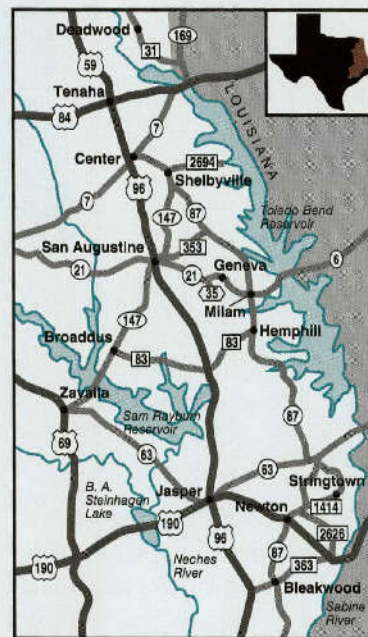 Deadwood
169
31
59
Tenaha
84
LOUISIANA
7
Center
2694
Shelbyville
96
7
147
87
Toledo Bend
Reservoir
353
San Augustine
Geneva
6
21
21
35
Milam
147
Hemphill
Broaddus
83
83
Zavalla
Sam Rayburn
Reservoir
87
69
63
63
Stringtown
B. A.
Steinhagen
Lake
Jasper
1414
Newton
190
2626
96
87
363
190
Neches
River
Bleakwood
Sabine
River